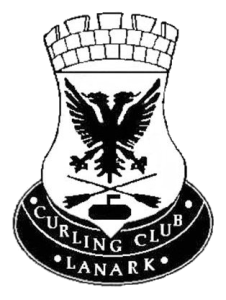 · CURLING CLUB ·
· LANARK ·